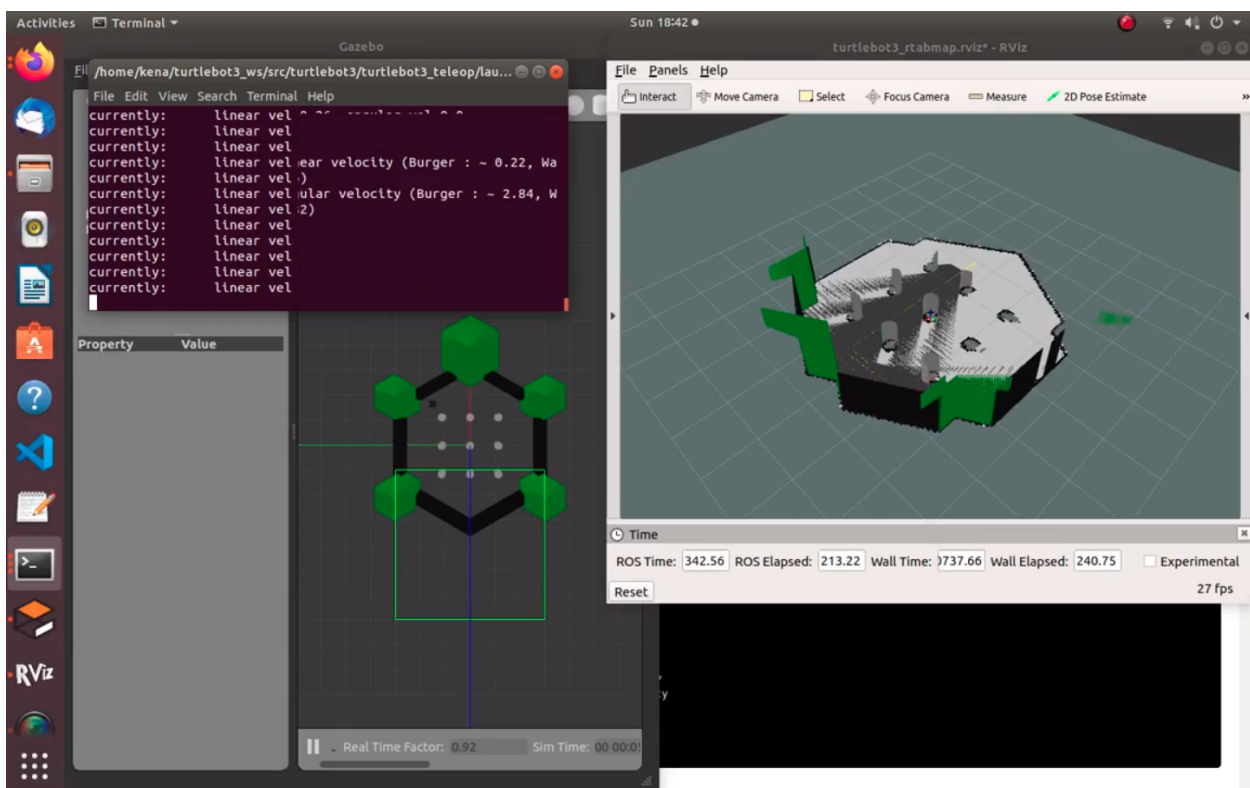 Activities
Terminal
Sun 18:42
Gazebo
turtlebot3_rtabmap.rviz* - RViz
/home/kena/turtlebot3_ws/src/turtlebot3/turtlebot3_teleop/lau...
File Edit View Search Terminal Help
currently: linear vel
currently: linear vel
currently: linear vel
currently: linear vel ear velocity (Burger : ~ 0.22, Wa
currently: linear vel )
currently: linear vel ular velocity (Burger : ~ 2.84, W
currently: linear vel 2)
currently: linear vel
currently: linear vel
currently: linear vel
currently: linear vel
currently: linear vel
Property Value
Real Time Factor: 0.92 Sim Time: 00 00:0
File Panels Help
Interact Move Camera Select Focus Camera Measure 2D Pose Estimate »
Time
ROS Time: 342.56 ROS Elapsed: 213.22 Wall Time: 737.66 Wall Elapsed: 240.75 Experimental
Reset 27 fps
RViz